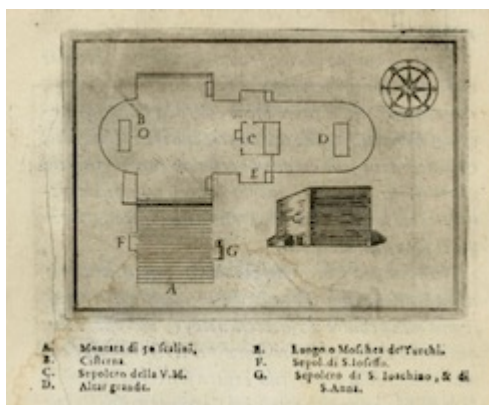 B
O
C
D
E
F
G
A
A. Montata di 50 scalini.
B. Cisterna.
C. Sepolcro della V.M.
D. Altar grande.
E. Luogo o Moschea de'Turchi.
F. Sepol. di S. Ioseffo.
G. Sepolcro di S. Ioachino, & di
S. Anna.